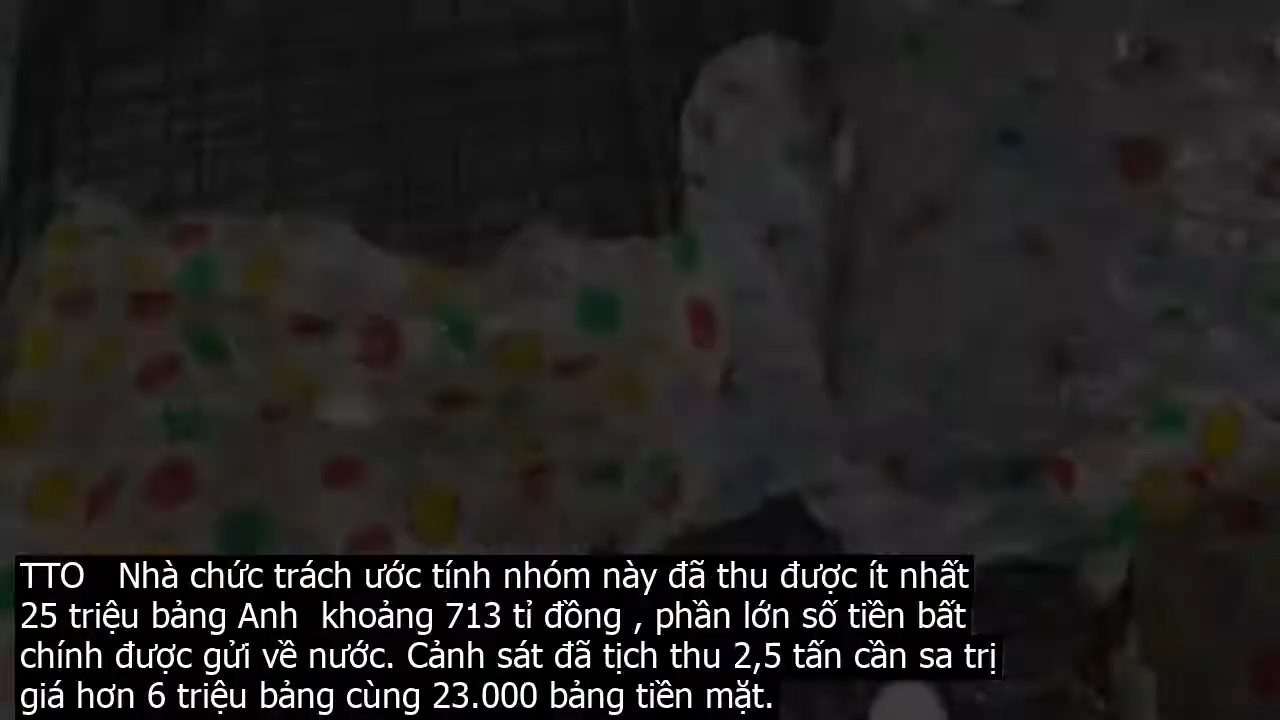 TTO   Nhà chức trách ước tính nhóm này đã thu được ít nhất
25 triệu bảng Anh  khoảng 713 tỉ đồng , phần lớn số tiền bất
chính được gửi về nước. Cảnh sát đã tịch thu 2,5 tấn cần sa trị
giá hơn 6 triệu bảng cùng 23.000 bảng tiền mặt.